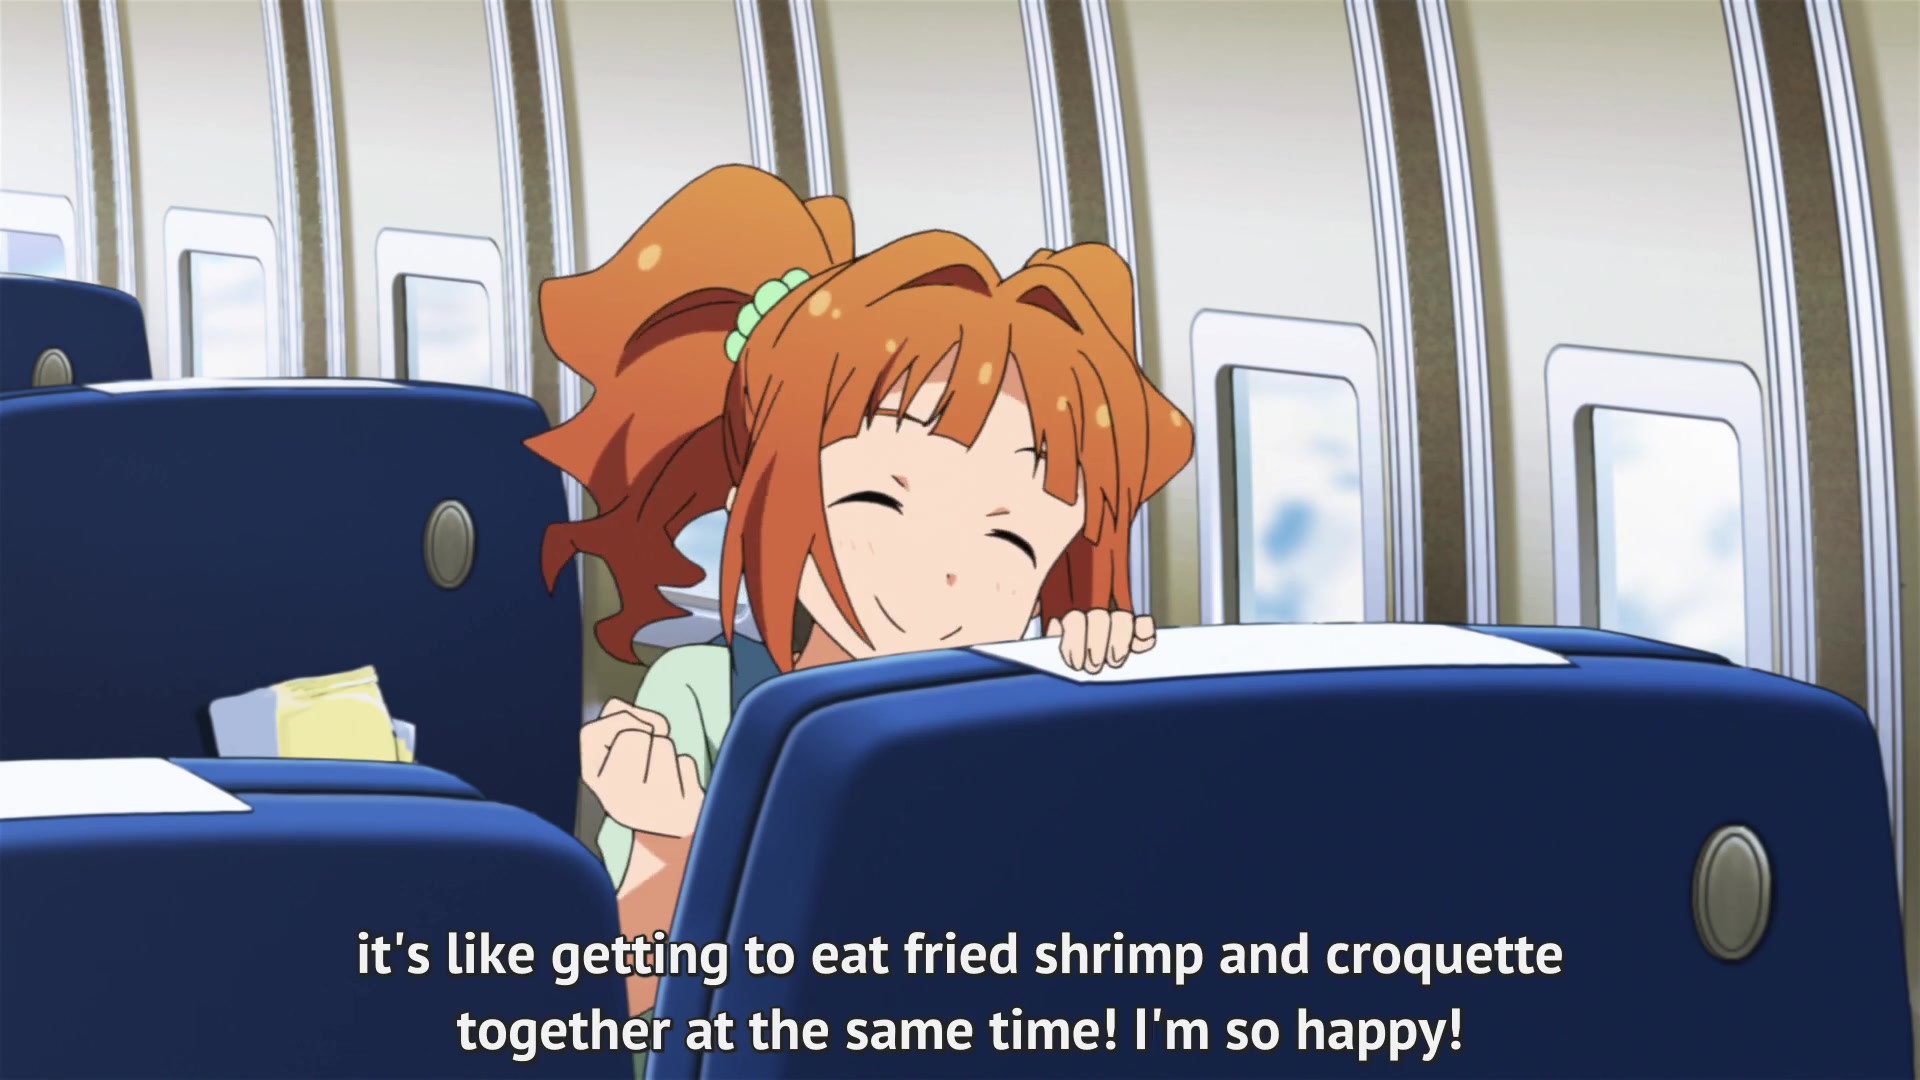 it's like getting to eat fried shrimp and croquette
together at the same time! I'm so happy!